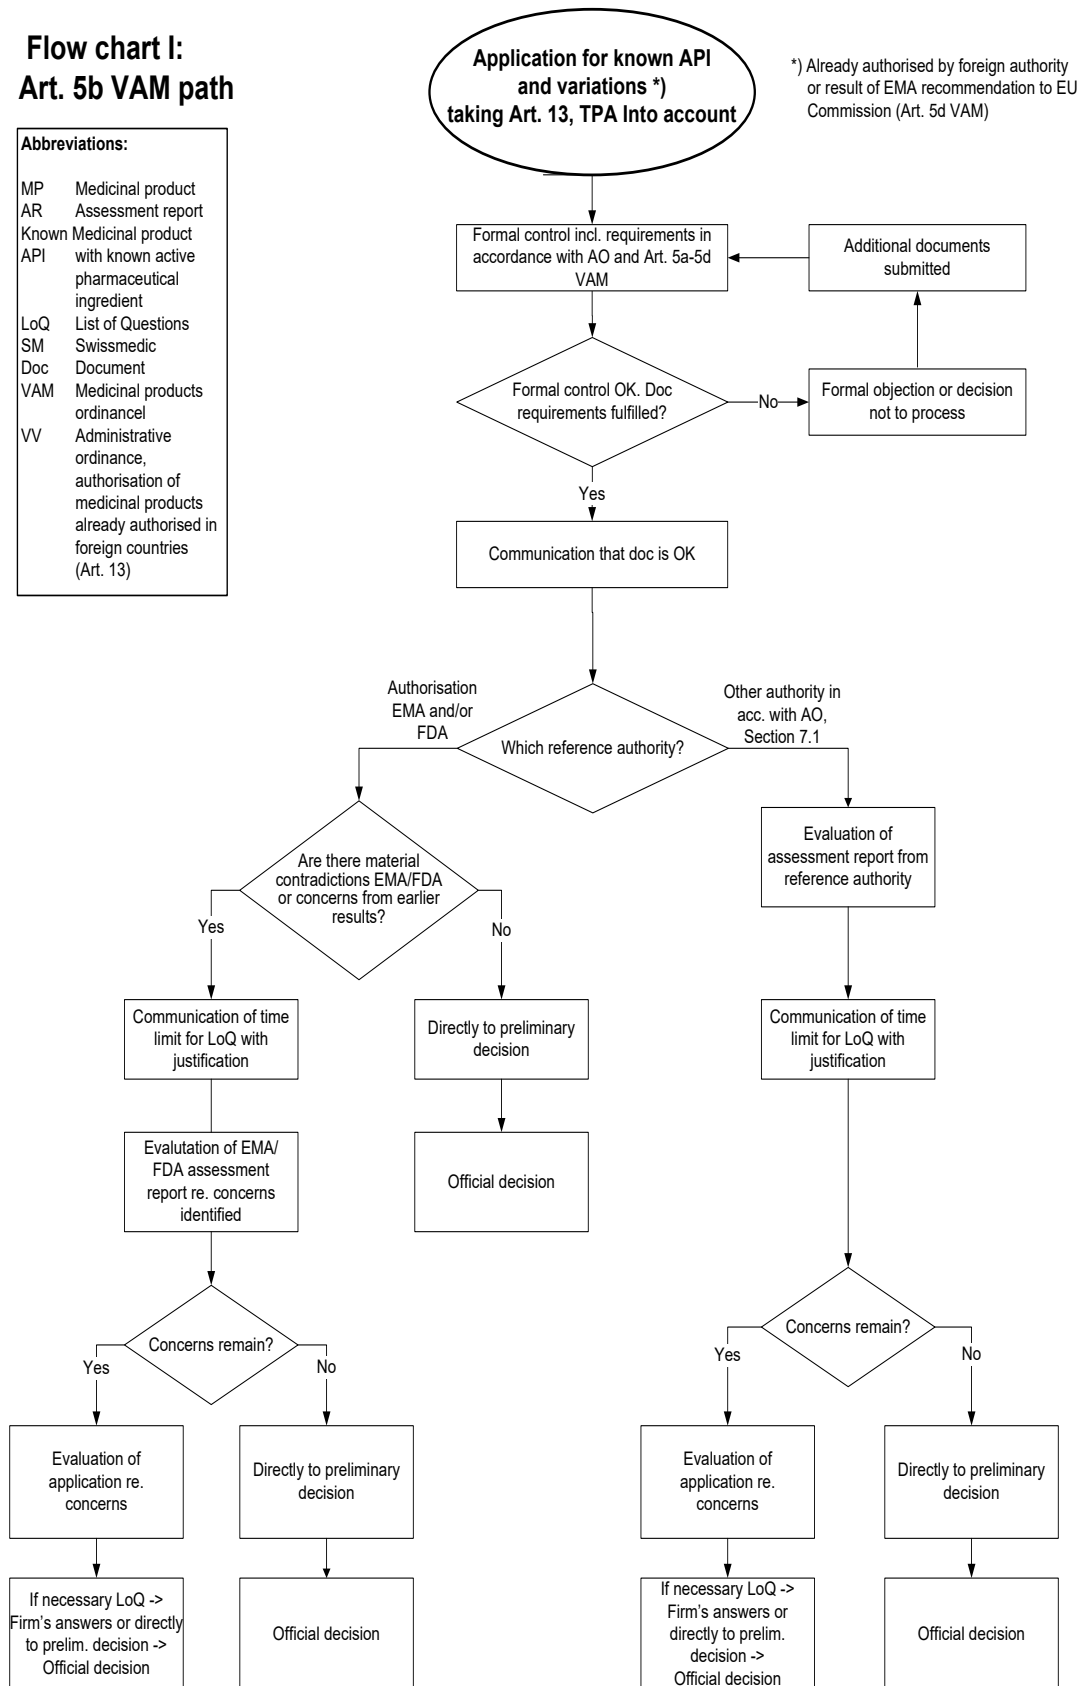 Flow chart I:
Art. 5b VAM path
Application for known API
and variations *)
taking Art. 13, TPA Into account
*) Already authorised by foreign authority
or result of EMA recommendation to EU
Commission (Art. 5d VAM)
Abbreviations:
MP Medicinal product
AR Assessment report
Known Medicinal product
API with known active
pharmaceutical
ingredient
LoQ List of Questions
SM Swissmedic
Doc Document
VAM Medicinal products
ordinancel
VV Administrative
ordinance,
authorisation of
medicinal products
already authorised in
foreign countries
(Art. 13)
Formal control incl. requirements in
accordance with AO and Art. 5a-5d
VAM
Additional documents
submitted
Formal control OK. Doc
requirements fulfilled?
No
Formal objection or decision
not to process
Yes
Communication that doc is OK
Which reference authority?
Authorisation
EMA and/or
FDA
Other authority in
acc. with AO,
Section 7.1
Are there material
contradictions EMA/FDA
or concerns from earlier
results?
Evaluation of
assessment report from
reference authority
Yes
No
Communication of time
limit for LoQ with
justification
Directly to preliminary
decision
Communication of time
limit for LoQ with
justification
Evalutation of EMA/
FDA assessment
report re. concerns
identified
Official decision
Concerns remain?
Yes
No
Concerns remain?
Yes
No
Evaluation of
application re.
concerns
Directly to preliminary
decision
Evaluation of
application re.
concerns
Directly to preliminary
decision
If necessary LoQ ->
Firm's answers or directly
to prelim. decision ->
Official decision
Official decision
If necessary LoQ ->
Firm's answers or
directly to prelim.
decision ->
Official decision
Official decision